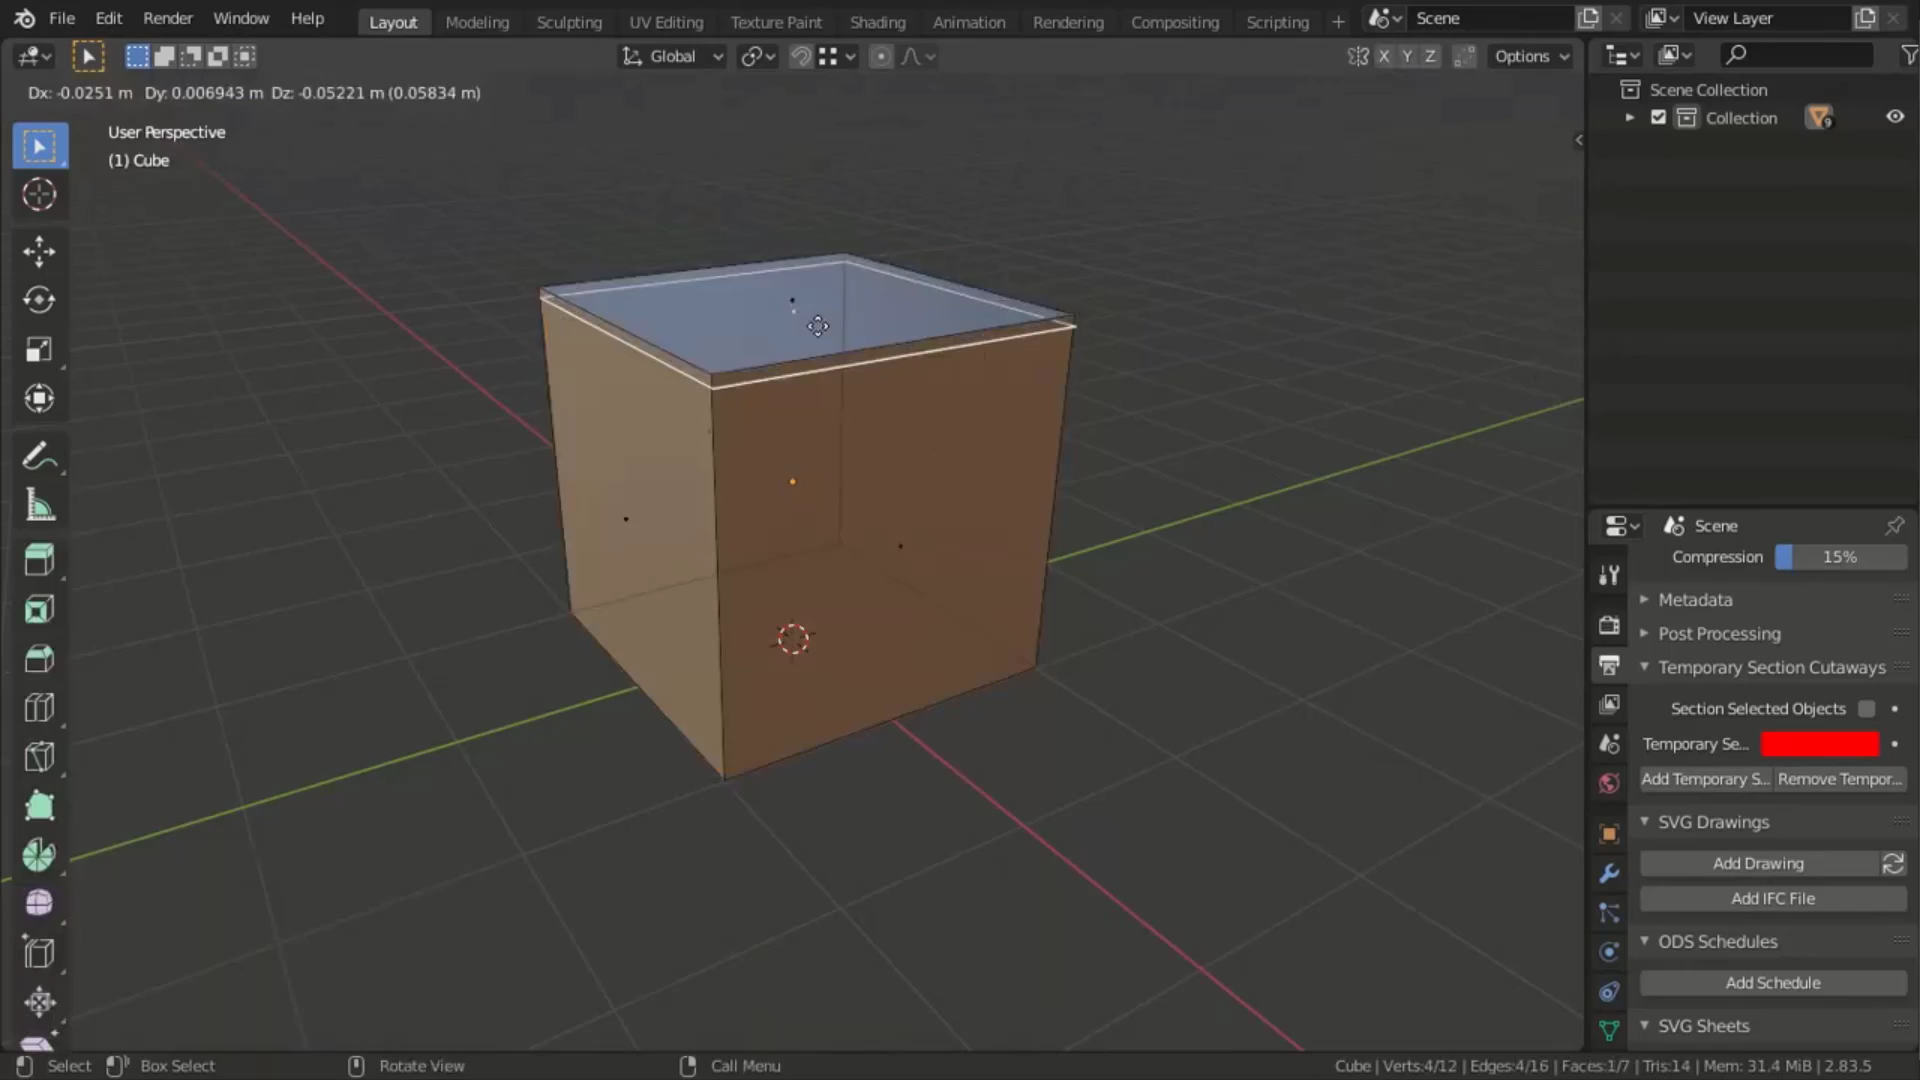 File Edit Render Window Help Layout Modeling Sculpting UV Editing Texture Paint Shading Animation Rendering Compositing Scripting + Scene View Layer
Global X Y Z Options
Dx: -0.0251 m Dy: 0.006943 m Dz: -0.05221 m (0.05834 m)
User Perspective
(1) Cube
Scene Collection
Collection 9
Scene
Compression 15%
Metadata
Post Processing
Temporary Section Cutaways
Section Selected Objects
Temporary Se...
Add Temporary S... Remove Tempor...
SVG Drawings
Add Drawing
Add IFC File
ODS Schedules
Add Schedule
SVG Sheets
Select Box Select Rotate View Call Menu Cube | Verts:4/12 | Edges:4/16 | Faces:1/7 | Tris:14 | Mem: 31.4 MiB | 2.83.5